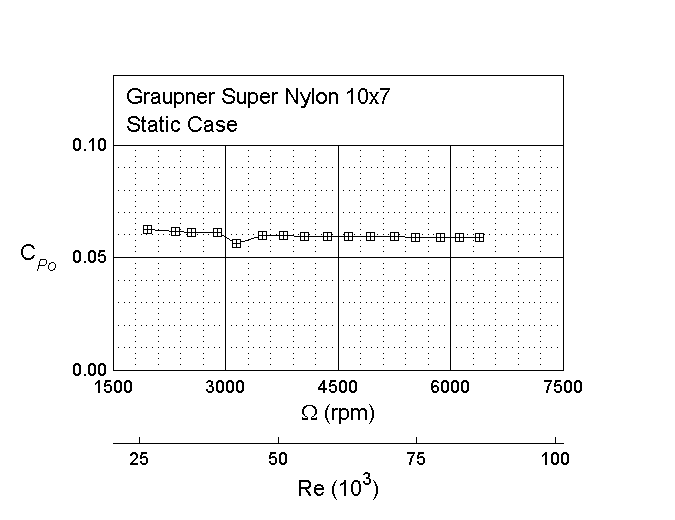 Graupner Super Nylon 10x7
Static Case
0.10
C_Po 0.05
0.00
1500 3000 4500 6000 7500
Ω (rpm)
25 50 75 100
Re (10³)